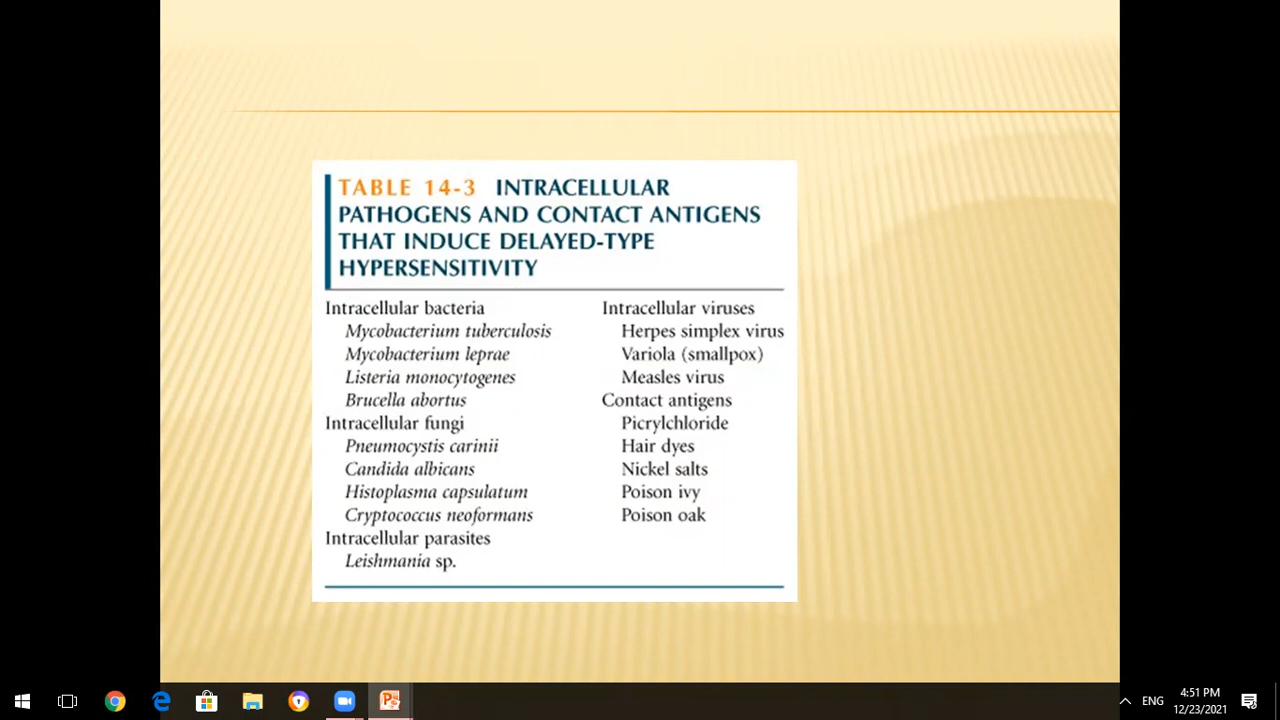 TABLE 14-3 INTRACELLULAR
PATHOGENS AND CONTACT ANTIGENS
THAT INDUCE DELAYED-TYPE
HYPERSENSITIVITY
Intracellular bacteria
Mycobacterium tuberculosis
Mycobacterium leprae
Listeria monocytogenes
Brucella abortus
Intracellular fungi
Pneumocystis carinii
Candida albicans
Histoplasma capsulatum
Cryptococcus neoformans
Intracellular parasites
Leishmania sp.
Intracellular viruses
Herpes simplex virus
Variola (smallpox)
Measles virus
Contact antigens
Picrylchloride
Hair dyes
Nickel salts
Poison ivy
Poison oak
ENG
4:51 PM
12/23/2021